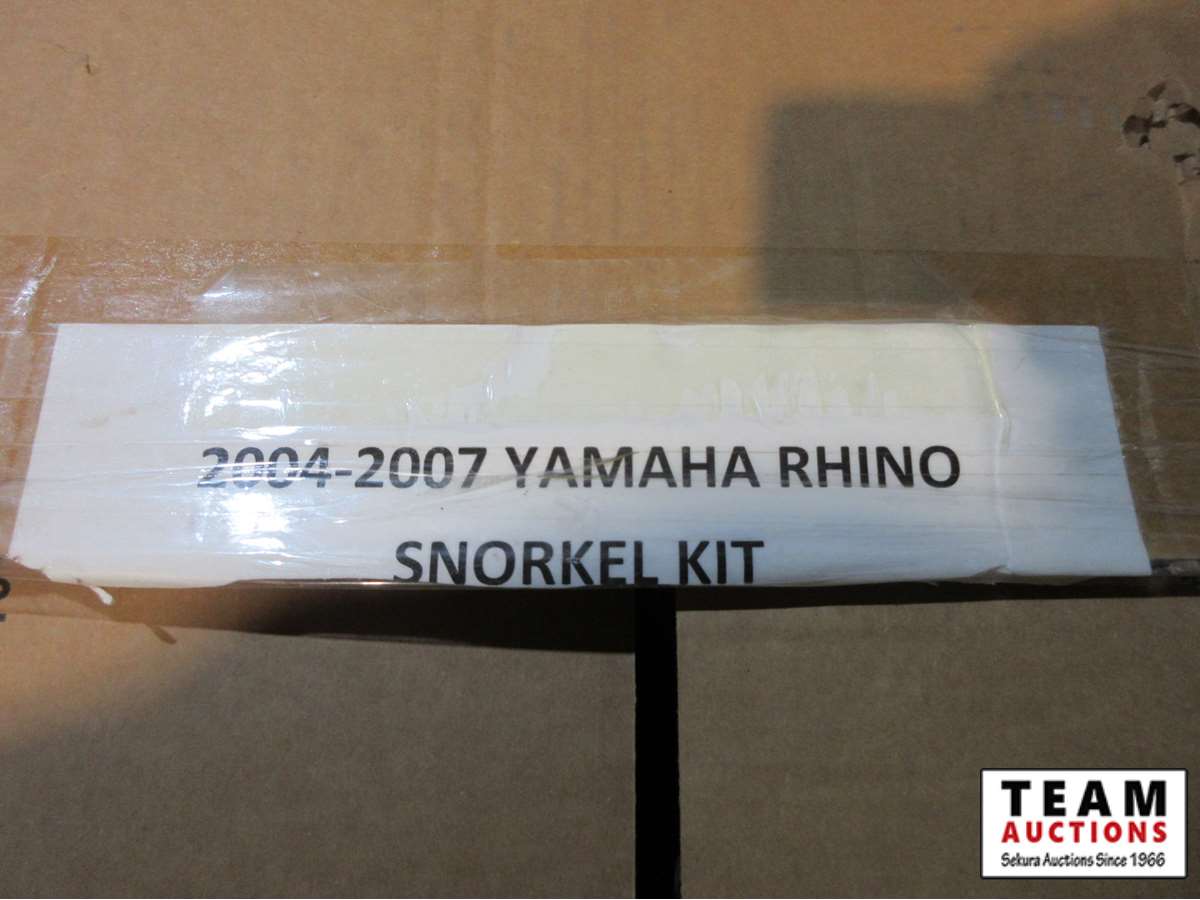 2004-2007 YAMAHA RHINO
SNORKEL KIT
TEAM
AUCTIONS
Sekura Auctions Since 1966